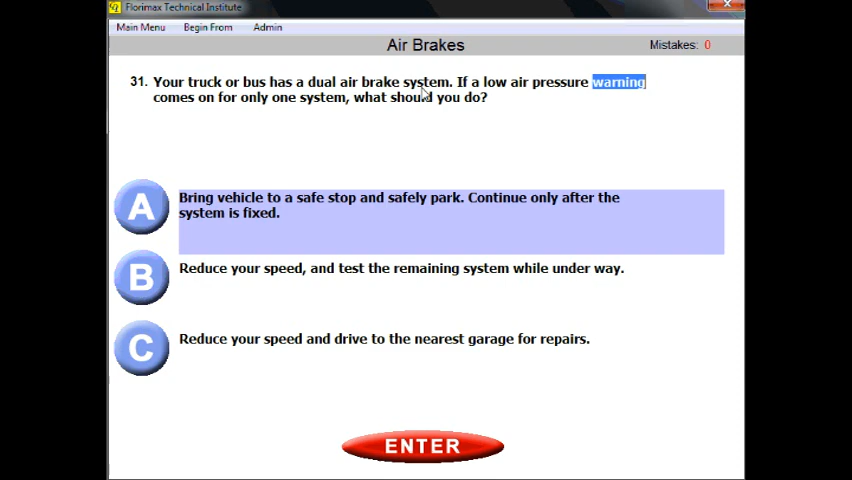 Florimax Technical Institute
Main Menu Begin From Admin
Air Brakes Mistakes: 0
31. Your truck or bus has a dual air brake system. If a low air pressure warning
comes on for only one system, what should you do?
A Bring vehicle to a safe stop and safely park. Continue only after the
system is fixed.
B Reduce your speed, and test the remaining system while under way.
C Reduce your speed and drive to the nearest garage for repairs.
ENTER